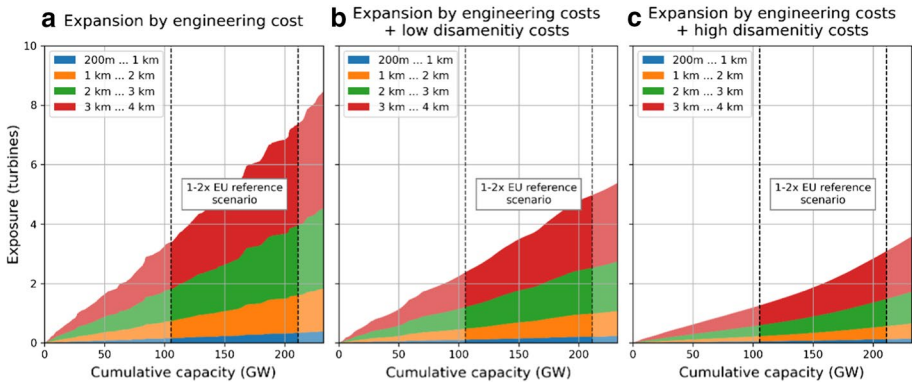 a Expansion by engineering cost
200m ... 1 km
1 km ... 2 km
2 km ... 3 km
3 km ... 4 km
1-2x EU reference
scenario
Exposure (turbines)
10
8
6
4
2
0
0 50 100 150 200
Cumulative capacity (GW)
b Expansion by engineering costs
+ low disamenitiy costs
200m ... 1 km
1 km ... 2 km
2 km ... 3 km
3 km ... 4 km
1-2x EU reference
scenario
0 50 100 150 200
Cumulative capacity (GW)
c Expansion by engineering costs
+ high disamenitiy costs
200m ... 1 km
1 km ... 2 km
2 km ... 3 km
3 km ... 4 km
1-2x EU reference
scenario
0 50 100 150 200
Cumulative capacity (GW)